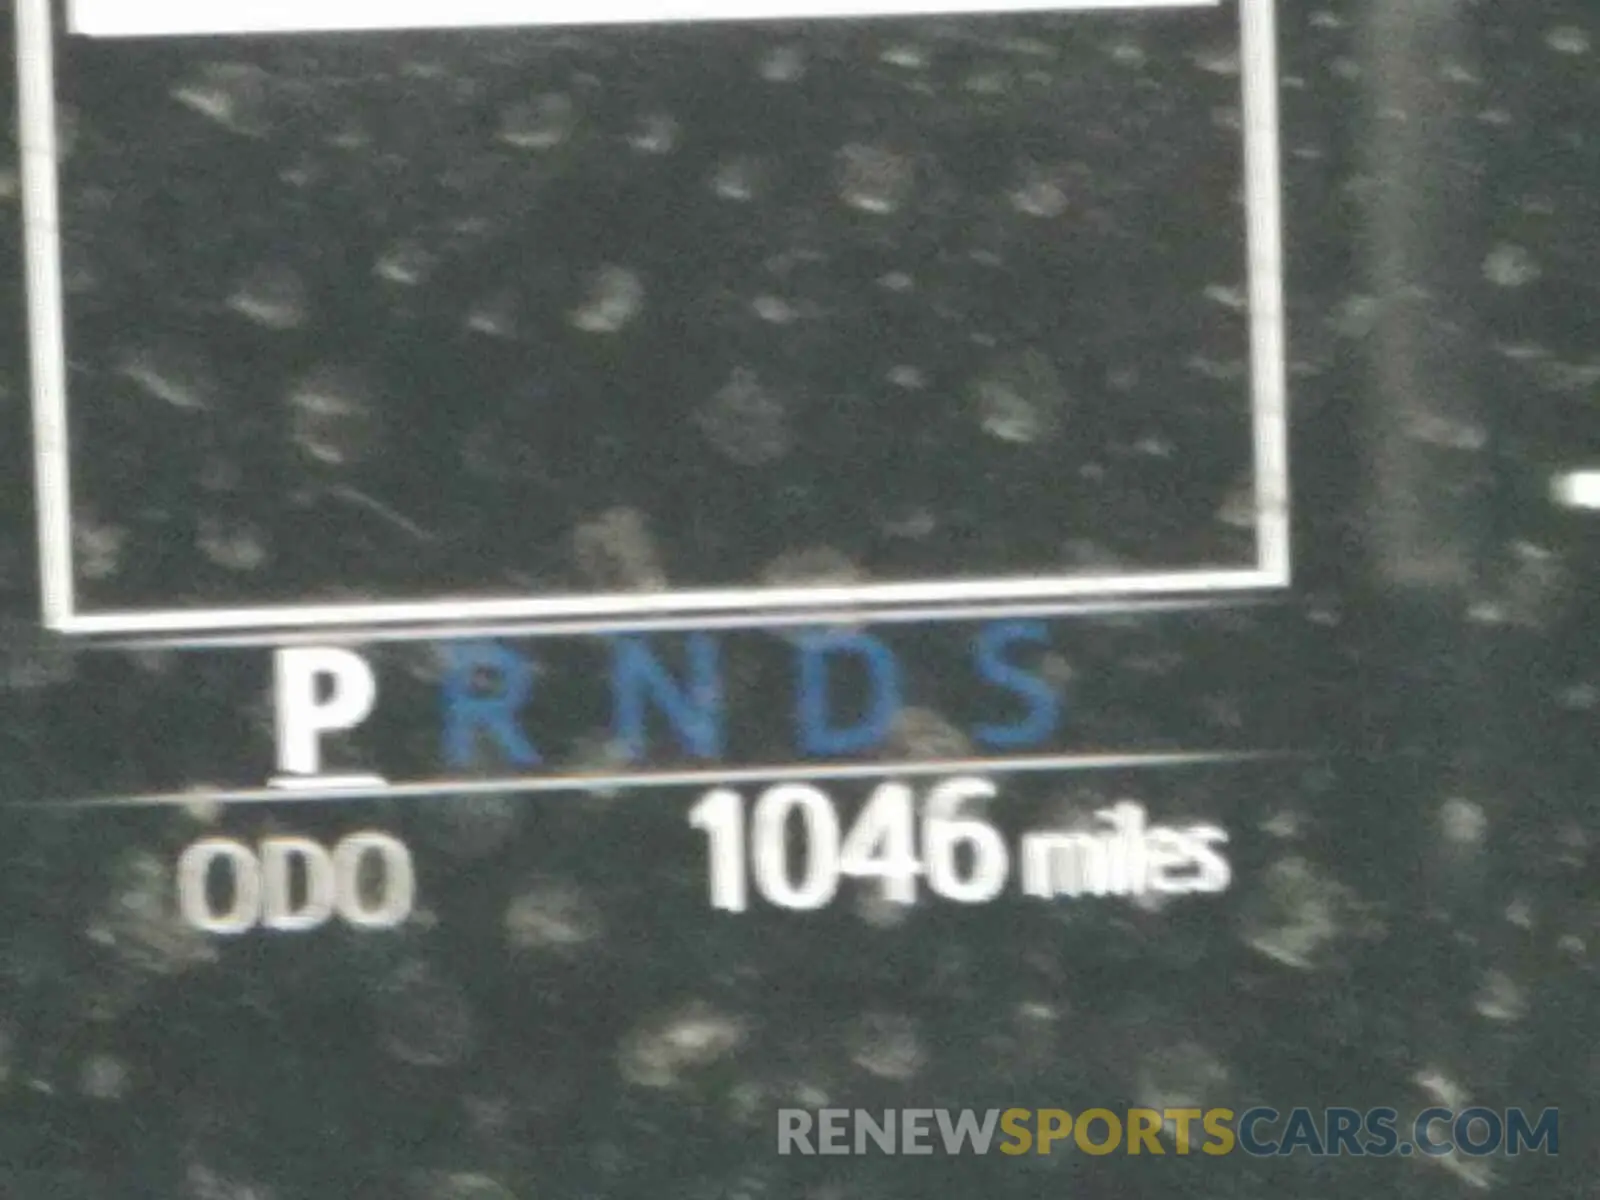 P R N D S
ODO 1046 miles
RENEWSPORTSCARS.COM